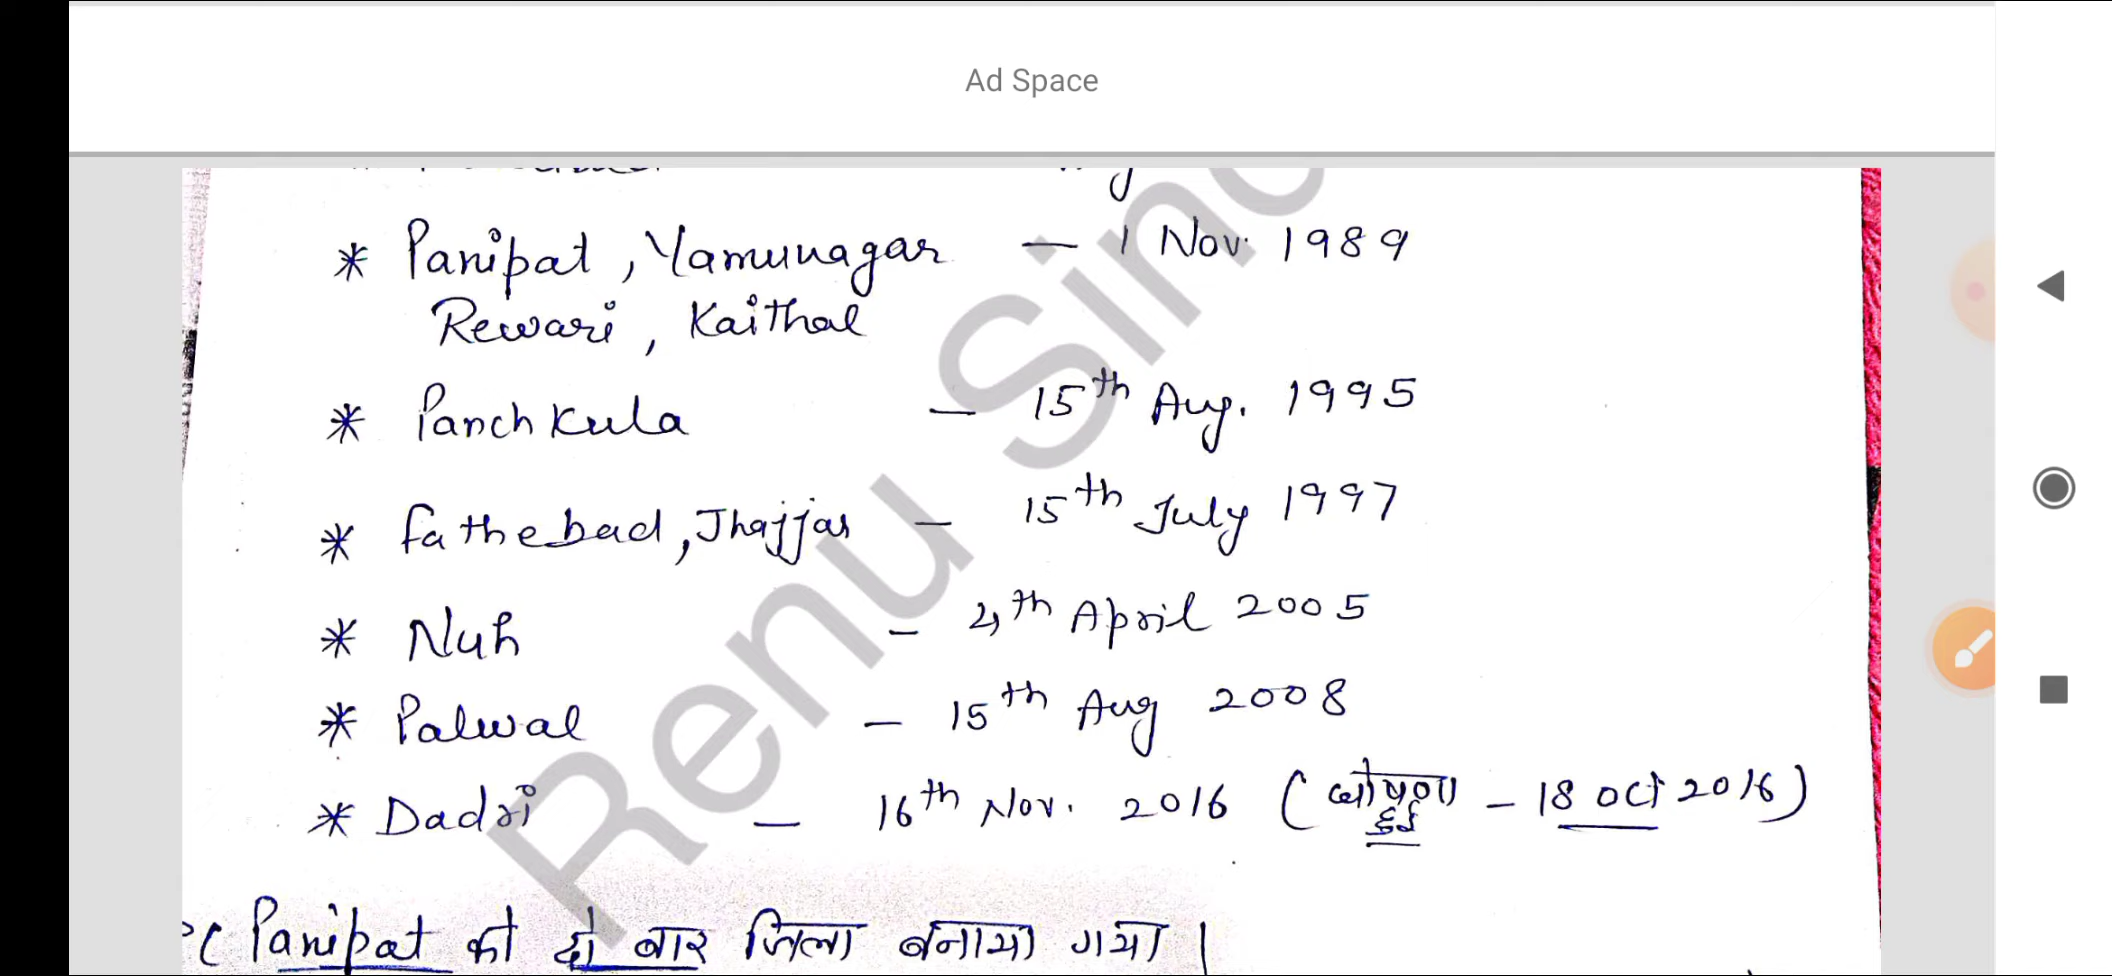 Ad Space
* Panipat, Yamunagar — 1 Nov. 1989
Rewari, Kaithal
* Panchkula — 15th Aug. 1995
* Fathebad, Jhajjar — 15th July 1997
* Nuh — 4th April 2005
* Palwal — 15th Aug 2008
* Dadri — 16th Nov. 2016 (घोषणा हुई — 18 Oct 2016)
Panipat को दो बार जिला बनाया गया।
Renu Sin